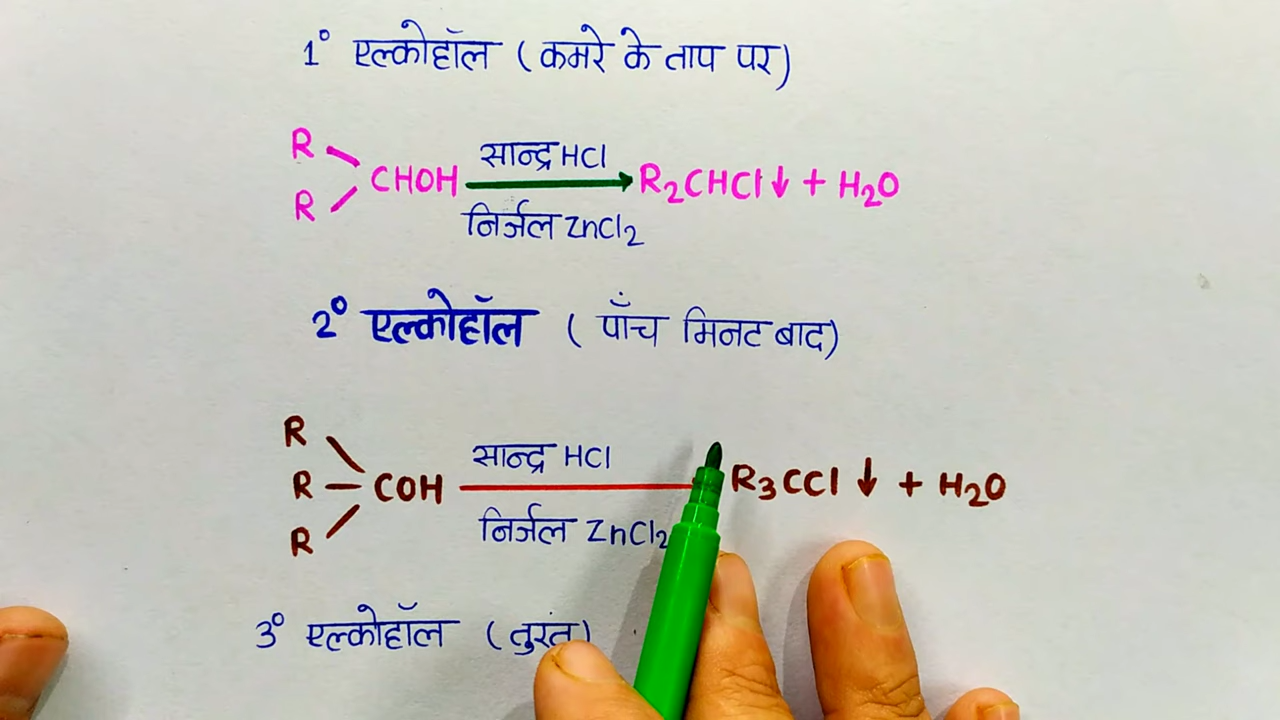 1° एल्कोहॉल (कमरे के ताप पर)
R
R
CHOH
सान्द्र HCl
निर्जल ZnCl₂
R₂CHCl↓ + H₂O
2° एल्कोहॉल (पाँच मिनट बाद)
R
R
R
COH
सान्द्र HCl
निर्जल ZnCl₂
R₃CCl↓ + H₂O
3° एल्कोहॉल (तुरंत)